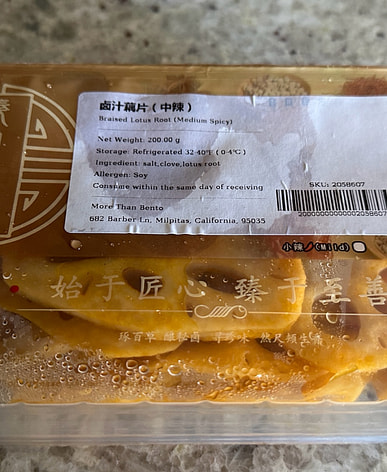 卤汁藕片（中辣）
Braised Lotus Root (Medium Spicy)
Net Weight: 200.00 g
Storage: Refrigerated 32-40℉ ( 0-4℃ )
Ingredient: salt,clove,lotus root
Allergen: Soy
Consume within the same day of receiving
SKU: 2058607
2000000000002058607
More Than Bento
682 Barber Ln, Milpitas, California, 95035
小辣 (Mild)
始于匠心 臻于至善